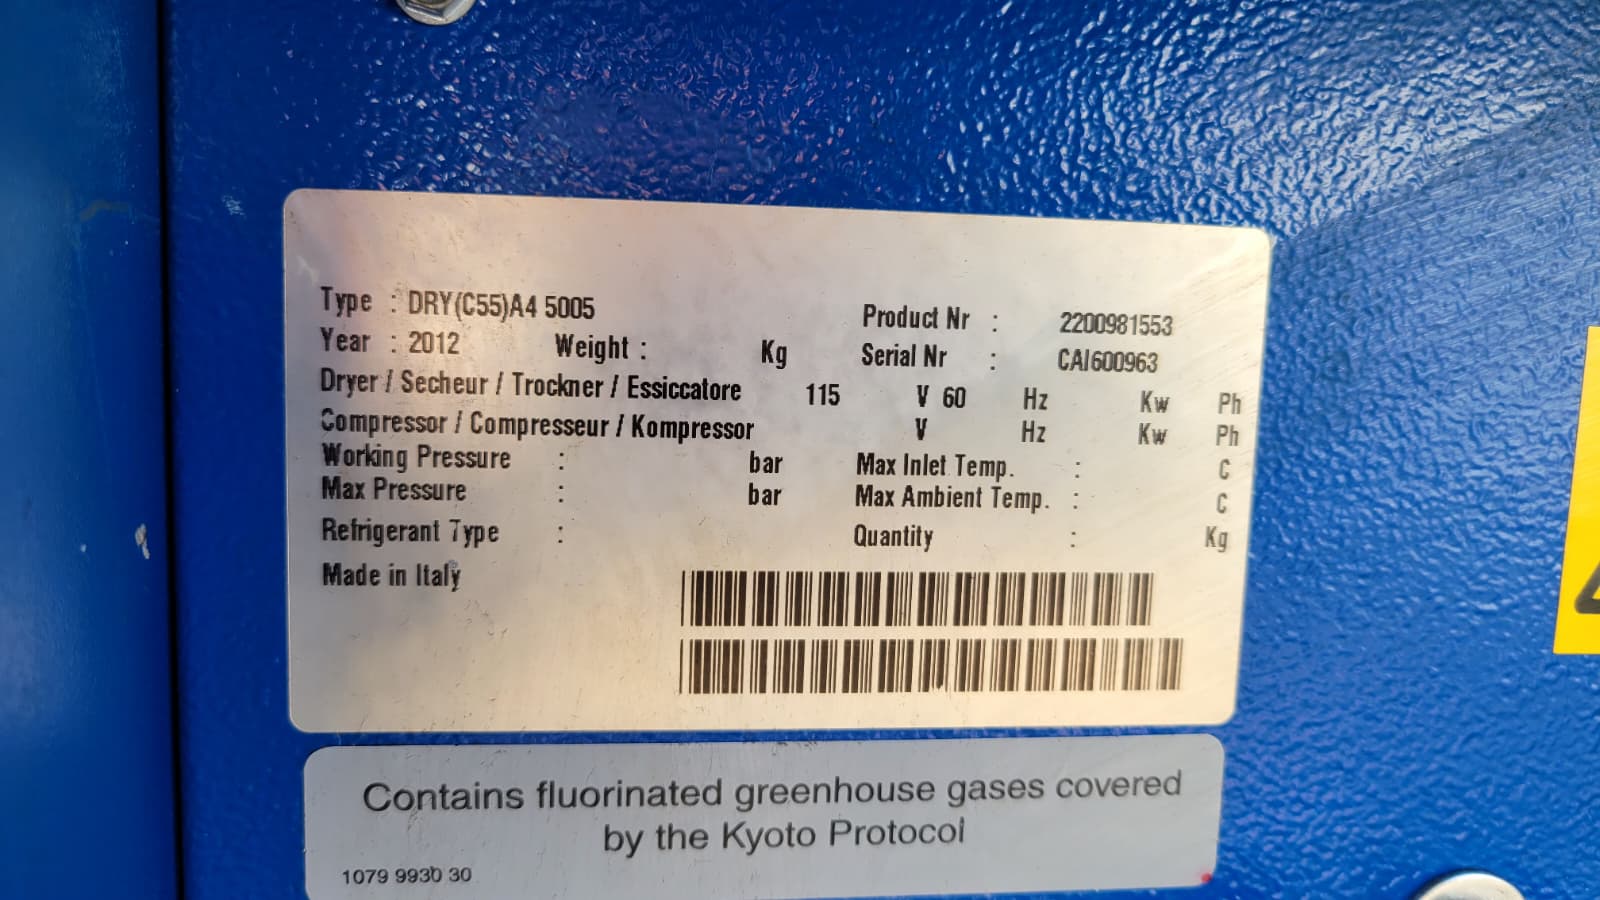 Type : DRY(C55)A4 5005 Product Nr : 2200981553
Year : 2012 Weight : Kg Serial Nr : CAI600963
Dryer / Secheur / Trockner / Essiccatore 115 V 60 Hz Kw Ph
Compressor / Compresseur / Kompressor V Hz Kw Ph
Working Pressure : bar Max Inlet Temp. : C
Max Pressure : bar Max Ambient Temp. : C
Refrigerant Type : Quantity : Kg
Made in Italy
Contains fluorinated greenhouse gases covered
by the Kyoto Protocol
1079 9930 30